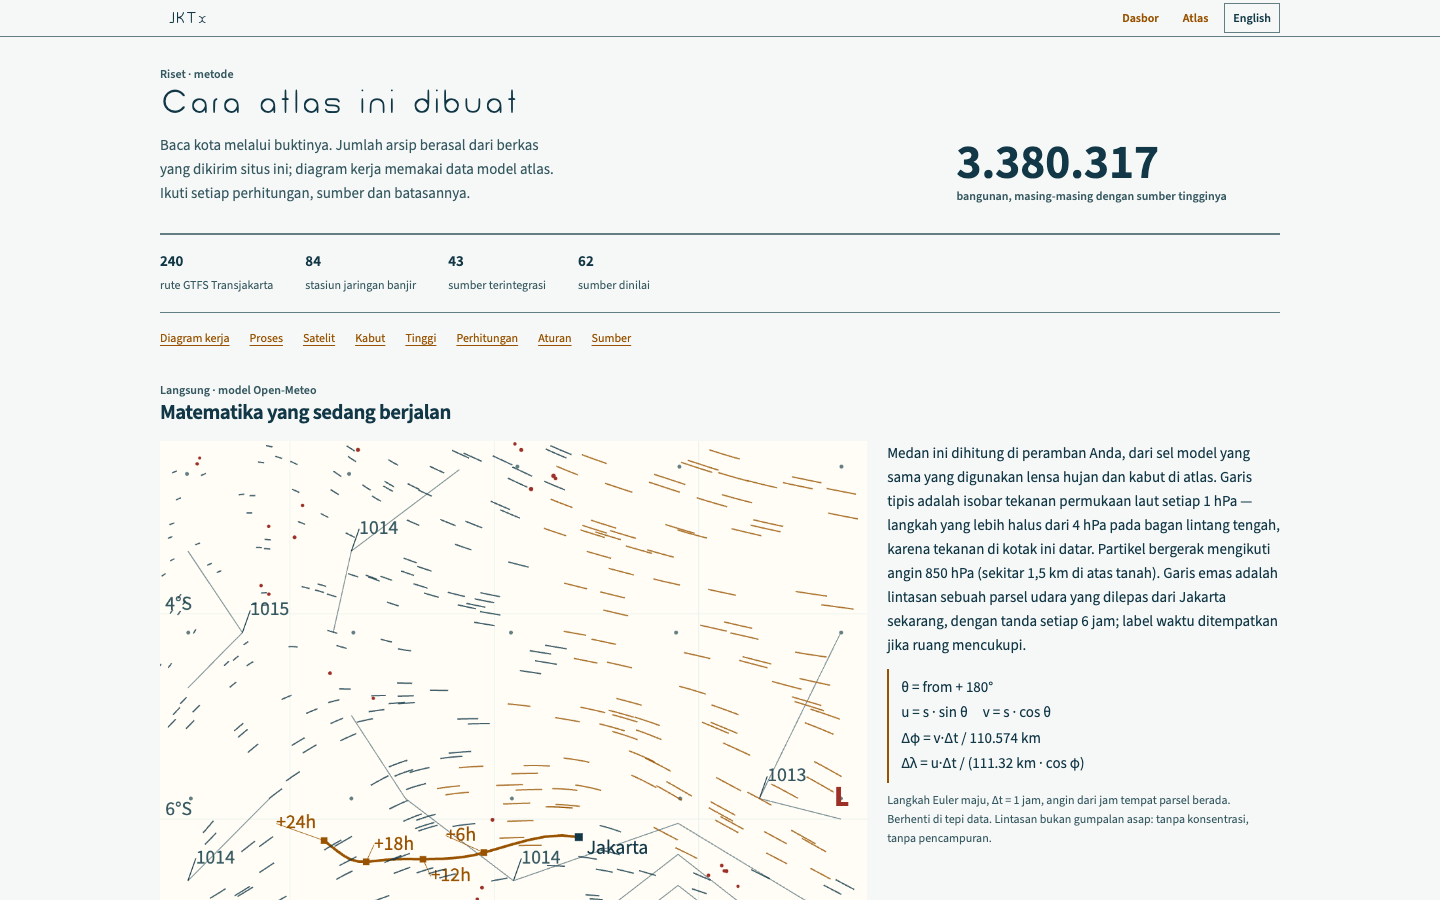 JKTx
Dasbor
Atlas
English
Riset · metode
Cara atlas ini dibuat
Baca kota melalui buktinya. Jumlah arsip berasal dari berkas
yang dikirim situs ini; diagram kerja memakai data model atlas.
Ikuti setiap perhitungan, sumber dan batasannya.
3.380.317
bangunan, masing-masing dengan sumber tingginya
240
rute GTFS Transjakarta
84
stasiun jaringan banjir
43
sumber terintegrasi
62
sumber dinilai
Diagram kerja
Proses
Satelit
Kabut
Tinggi
Perhitungan
Aturan
Sumber
Langsung · model Open-Meteo
Matematika yang sedang berjalan
1014
4°S
1015
1013
L
6°S
+24h
+18h
+6h
+12h
1014
1014
Jakarta
Medan ini dihitung di peramban Anda, dari sel model yang
sama yang digunakan lensa hujan dan kabut di atlas. Garis
tipis adalah isobar tekanan permukaan laut setiap 1 hPa —
langkah yang lebih halus dari 4 hPa pada bagan lintang tengah,
karena tekanan di kotak ini datar. Partikel bergerak mengikuti
angin 850 hPa (sekitar 1,5 km di atas tanah). Garis emas adalah
lintasan sebuah parsel udara yang dilepas dari Jakarta
sekarang, dengan tanda setiap 6 jam; label waktu ditempatkan
jika ruang mencukupi.
θ = from + 180°
u = s · sin θ v = s · cos θ
Δφ = v·Δt / 110.574 km
Δλ = u·Δt / (111.32 km · cos φ)
Langkah Euler maju, Δt = 1 jam, angin dari jam tempat parsel berada.
Berhenti di tepi data. Lintasan bukan gumpalan asap: tanpa konsentrasi,
tanpa pencampuran.